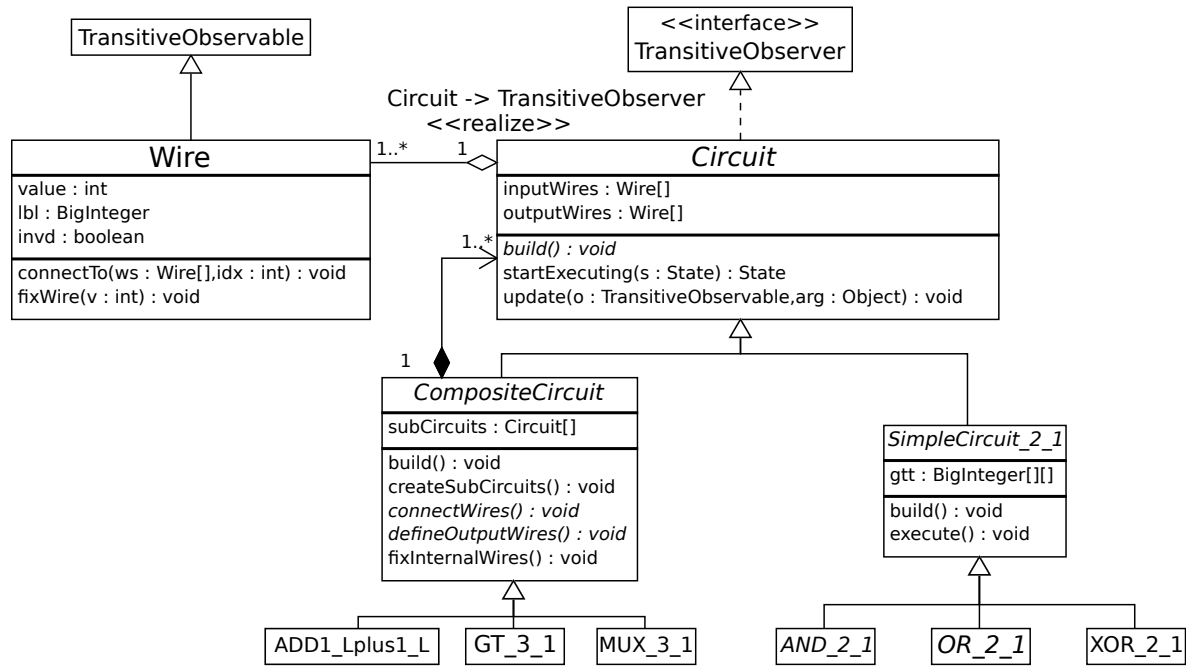 TransitiveObservable
<<interface>>
TransitiveObserver
Circuit -> TransitiveObserver
<<realize>>
Wire
value : int
lbl : BigInteger
invd : boolean
connectTo(ws : Wire[],idx : int) : void
fixWire(v : int) : void
1..*
1
Circuit
inputWires : Wire[]
outputWires : Wire[]
build() : void
startExecuting(s : State) : State
update(o : TransitiveObservable,arg : Object) : void
1..*
1
CompositeCircuit
subCircuits : Circuit[]
build() : void
createSubCircuits() : void
connectWires() : void
defineOutputWires() : void
fixInternalWires() : void
SimpleCircuit_2_1
gtt : BigInteger[][]
build() : void
execute() : void
ADD1_Lplus1_L
GT_3_1
MUX_3_1
AND_2_1
OR_2_1
XOR_2_1